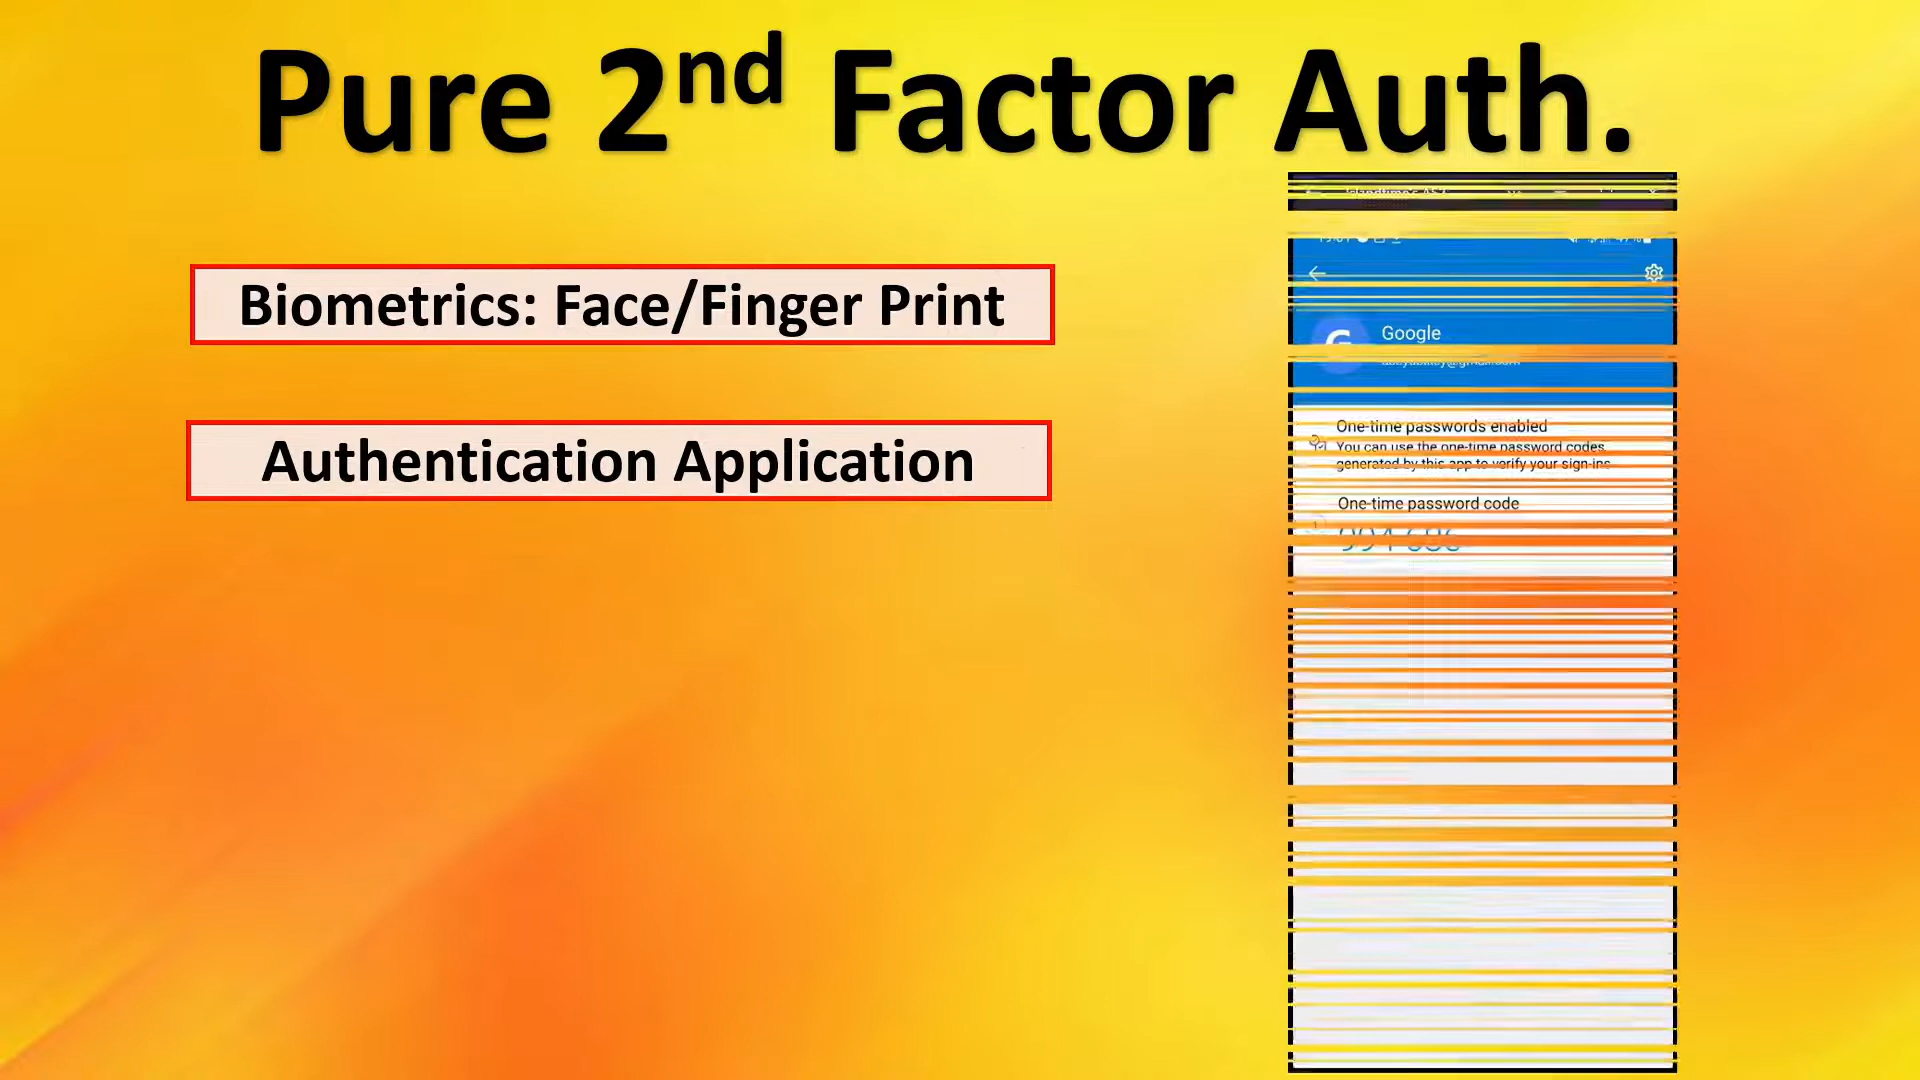 Pure 2nd Factor Auth.
Biometrics: Face/Finger Print
Authentication Application
Google
One-time passwords enabled
You can use the one-time password codes
generated by this app to verify your sign-ins
One-time password code